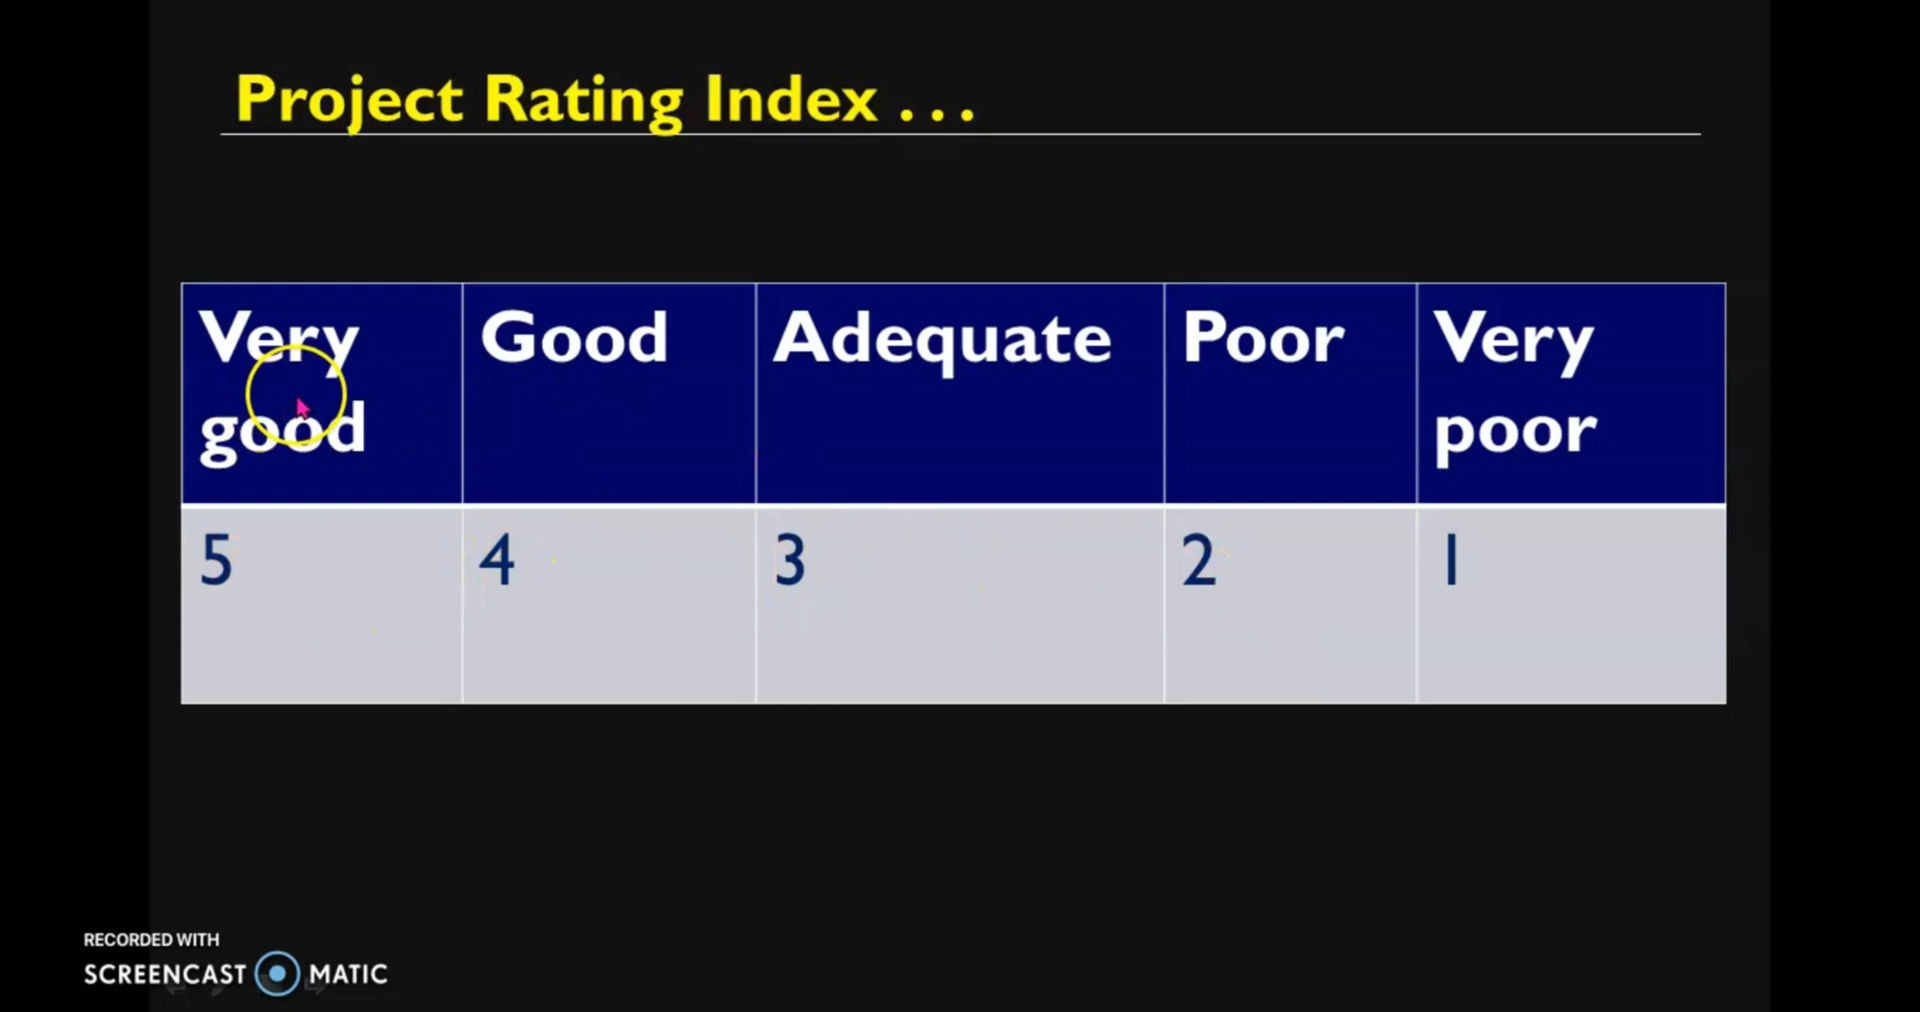 Project Rating Index . . .
Very good
Good
Adequate
Poor
Very poor
5
4
3
2
1
RECORDED WITH
SCREENCAST MATIC